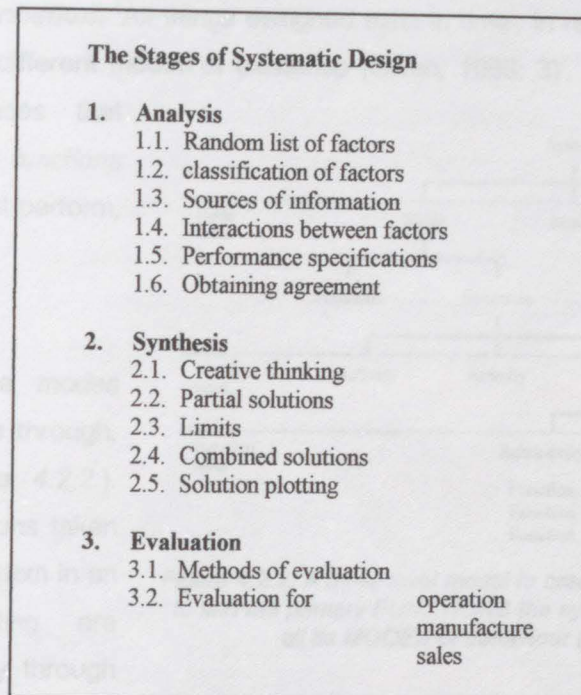 The Stages of Systematic Design
1. Analysis
1.1. Random list of factors
1.2. classification of factors
1.3. Sources of information
1.4. Interactions between factors
1.5. Performance specifications
1.6. Obtaining agreement
2. Synthesis
2.1. Creative thinking
2.2. Partial solutions
2.3. Limits
2.4. Combined solutions
2.5. Solution plotting
3. Evaluation
3.1. Methods of evaluation
3.2. Evaluation for operation
manufacture
sales